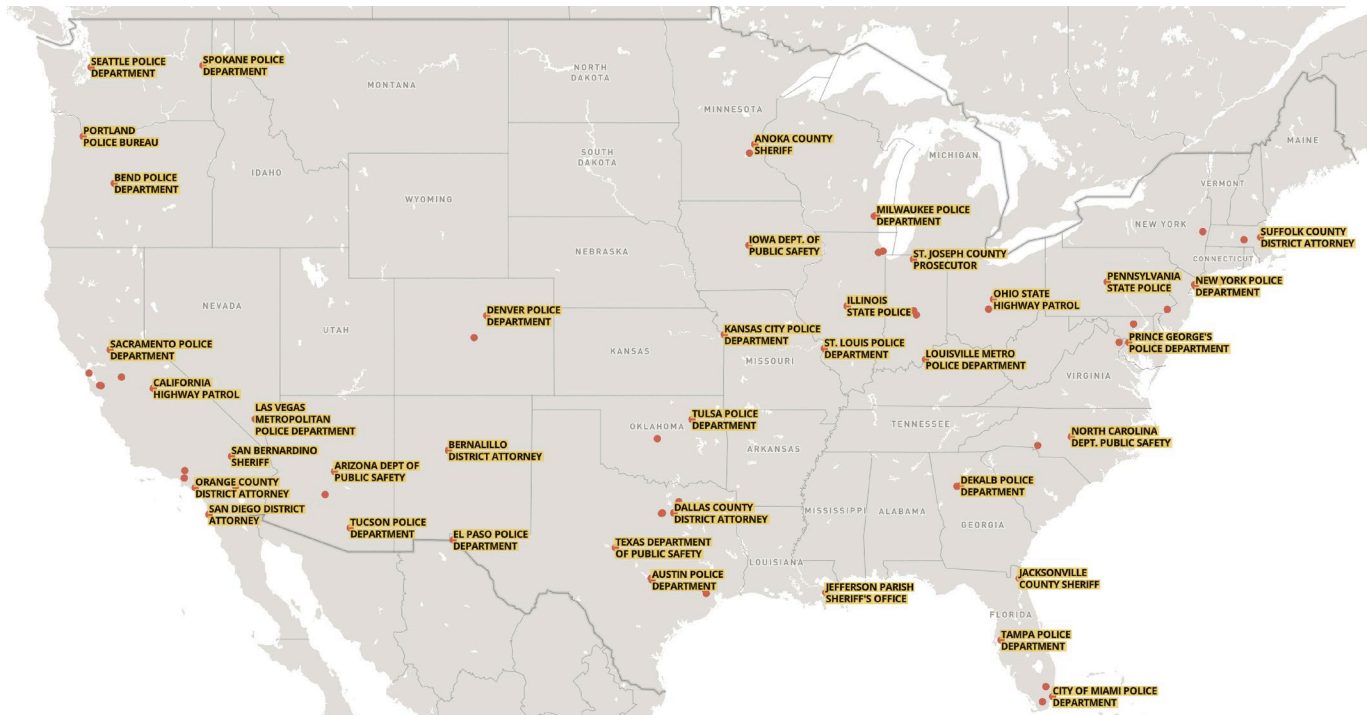 SEATTLE POLICE
DEPARTMENT
SPOKANE POLICE
DEPARTMENT
MONTANA
NORTH
DAKOTA
MINNESOTA
PORTLAND
POLICE BUREAU
ANOKA COUNTY
SHERIFF
MAINE
SOUTH
DAKOTA
MICHIGAN
BEND POLICE
DEPARTMENT
IDAHO
WYOMING
VERMONT
MILWAUKEE POLICE
DEPARTMENT
NEW YORK
SUFFOLK COUNTY
DISTRICT ATTORNEY
IOWA DEPT. OF
PUBLIC SAFETY
NEBRASKA
ST. JOSEPH COUNTY
PROSECUTOR
CONNECTICUT
PENNSYLVANIA
STATE POLICE
NEW YORK POLICE
DEPARTMENT
NEVADA
UTAH
DENVER POLICE
DEPARTMENT
ILLINOIS
STATE POLICE
OHIO STATE
HIGHWAY PATROL
KANSAS CITY POLICE
DEPARTMENT
KANSAS
MISSOURI
ST. LOUIS POLICE
DEPARTMENT
LOUISVILLE METRO
POLICE DEPARTMENT
PRINCE GEORGE'S
POLICE DEPARTMENT
VIRGINIA
SACRAMENTO POLICE
DEPARTMENT
CALIFORNIA
HIGHWAY PATROL
LAS VEGAS
METROPOLITAN
POLICE DEPARTMENT
TULSA POLICE
DEPARTMENT
OKLAHOMA
TENNESSEE
NORTH CAROLINA
DEPT. PUBLIC SAFETY
ARKANSAS
BERNALILLO
DISTRICT ATTORNEY
SAN BERNARDINO
SHERIFF
ARIZONA DEPT OF
PUBLIC SAFETY
ORANGE COUNTY
DISTRICT ATTORNEY
DEKALB POLICE
DEPARTMENT
SAN DIEGO DISTRICT
ATTORNEY
DALLAS COUNTY
DISTRICT ATTORNEY
MISSISSIPPI
ALABAMA
GEORGIA
TUCSON POLICE
DEPARTMENT
EL PASO POLICE
DEPARTMENT
TEXAS DEPARTMENT
OF PUBLIC SAFETY
LOUISIANA
AUSTIN POLICE
DEPARTMENT
JEFFERSON PARISH
SHERIFF'S OFFICE
JACKSONVILLE
COUNTY SHERIFF
FLORIDA
TAMPA POLICE
DEPARTMENT
CITY OF MIAMI POLICE
DEPARTMENT